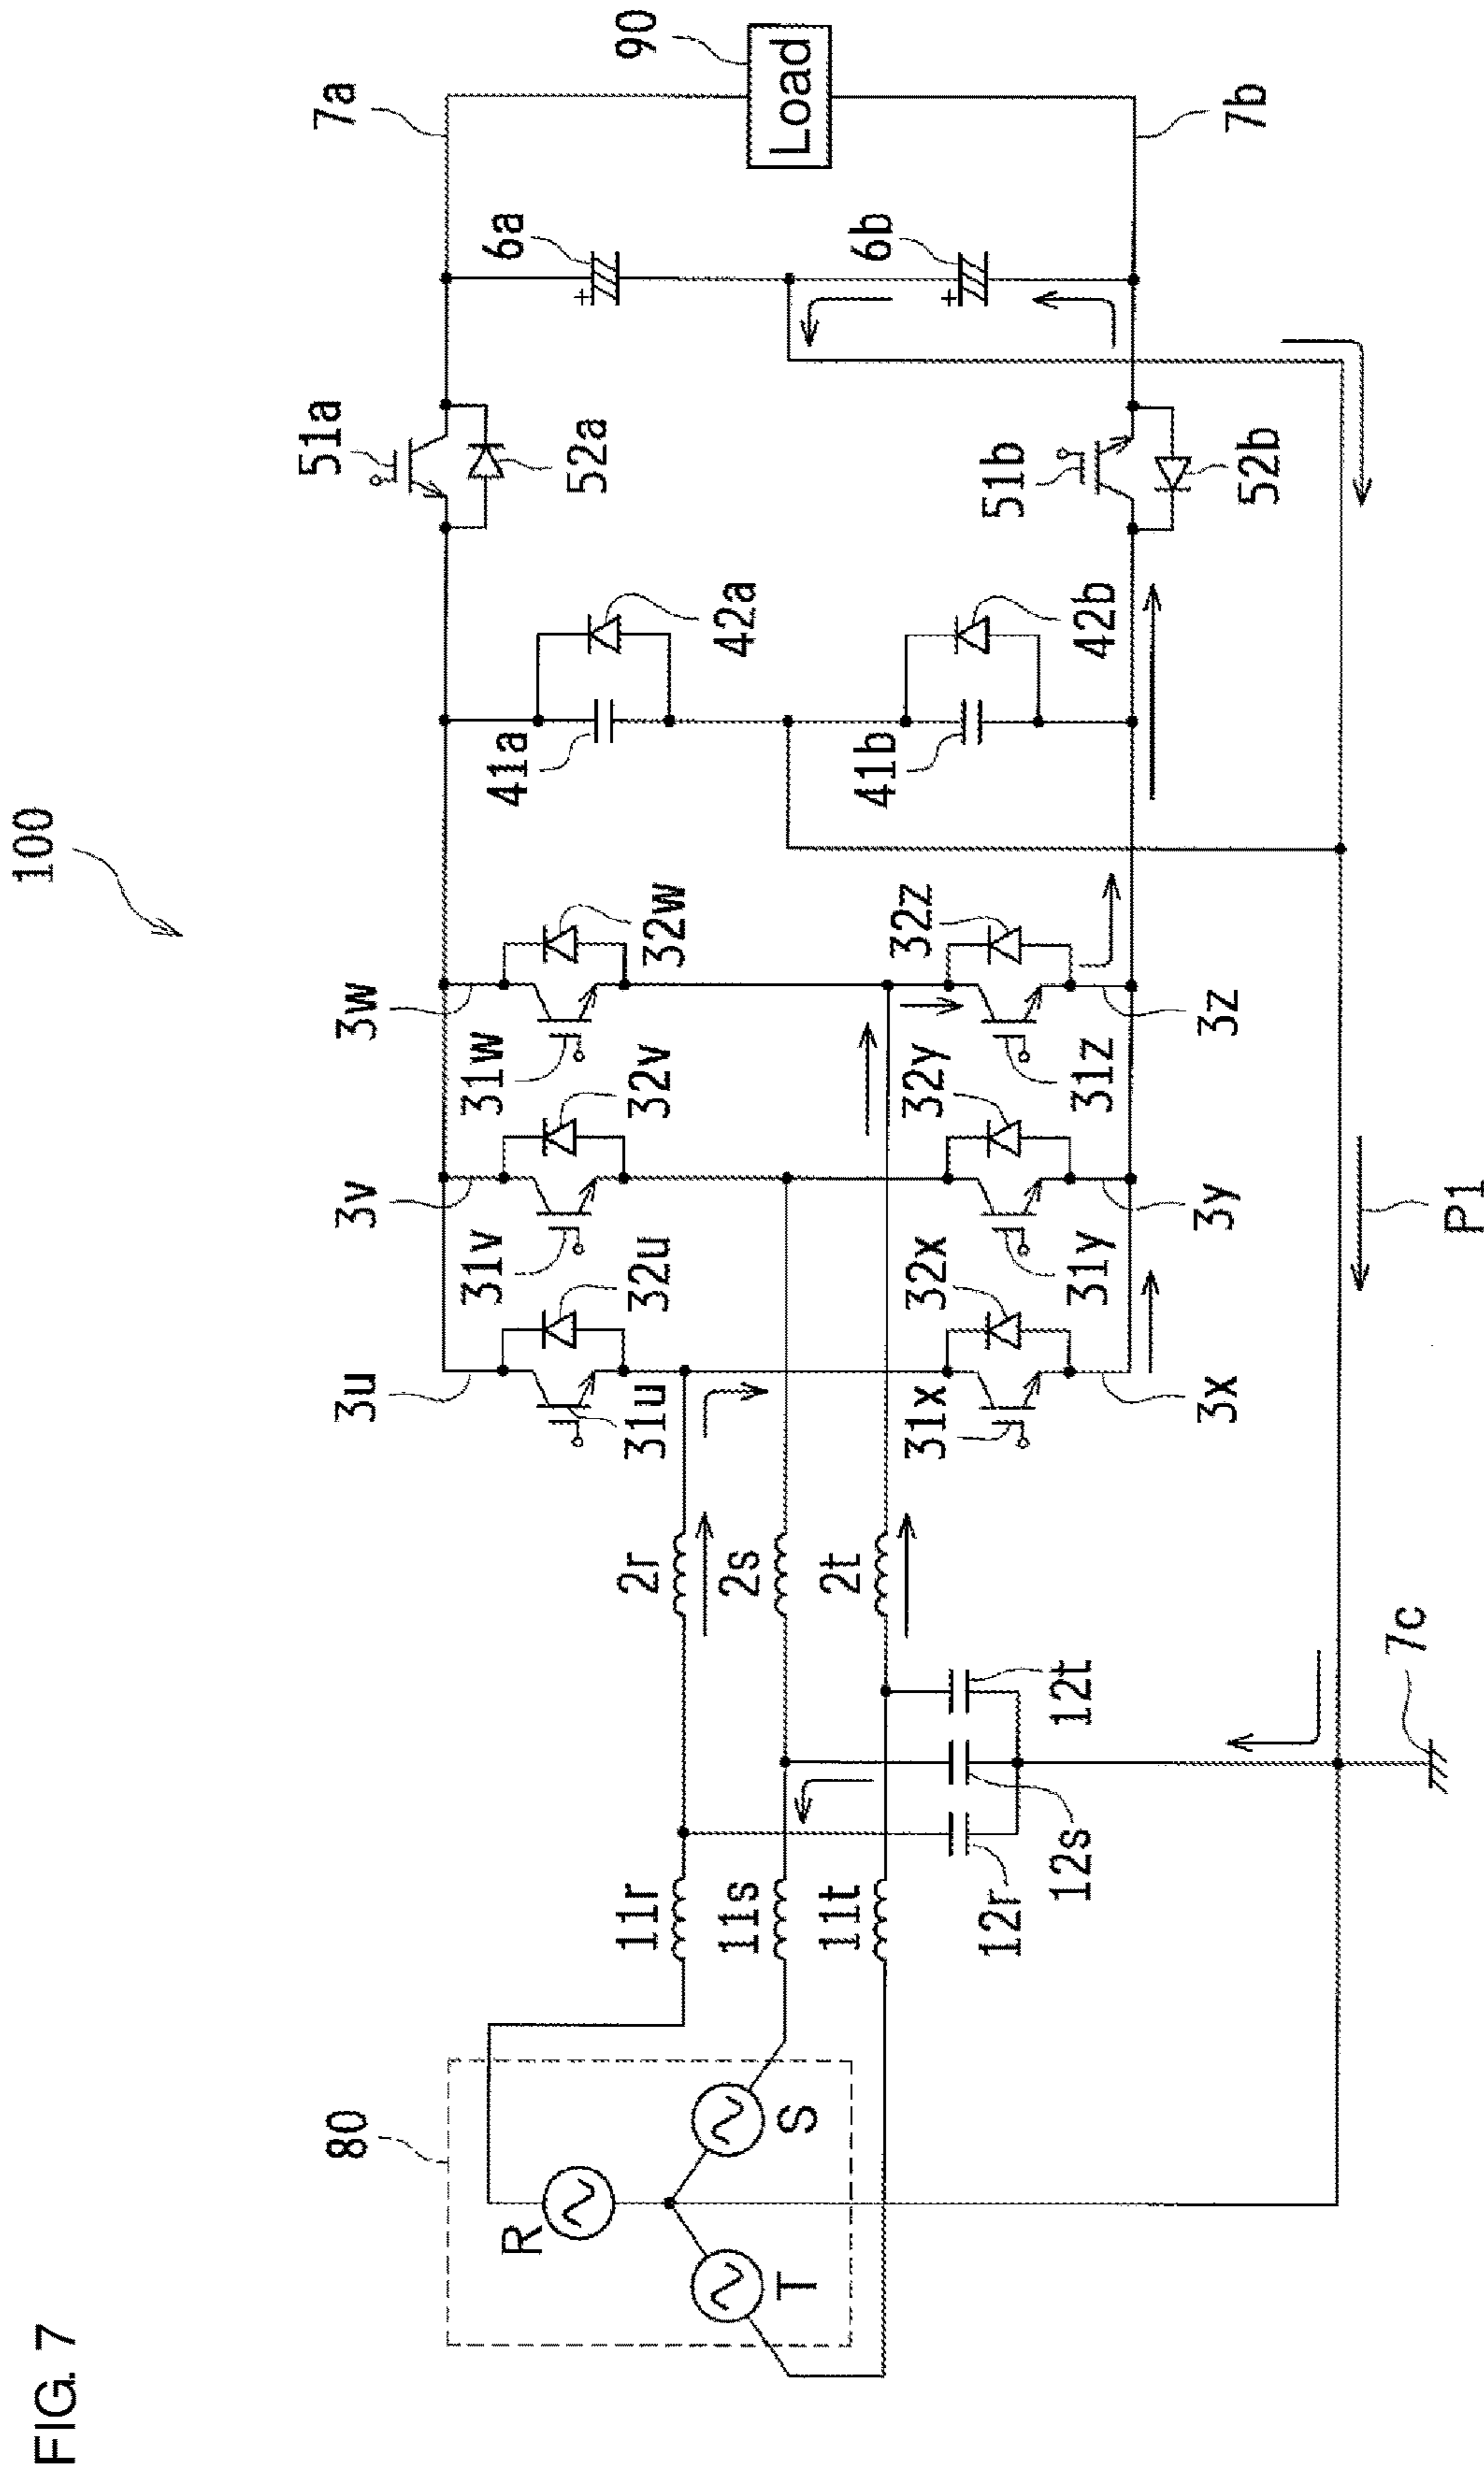 FIG. 7
100
80
R
S
T
11r
11s
11t
12r
12s
12t
2r
2s
2t
7c
3u
3v
3w
31u
31v
31w
32u
32v
32w
31x
31y
31z
32x
32y
32z
3x
3y
3z
P1
41a
42a
41b
42b
51a
52a
51b
52b
6a
+
6b
+
7a
7b
90
Load